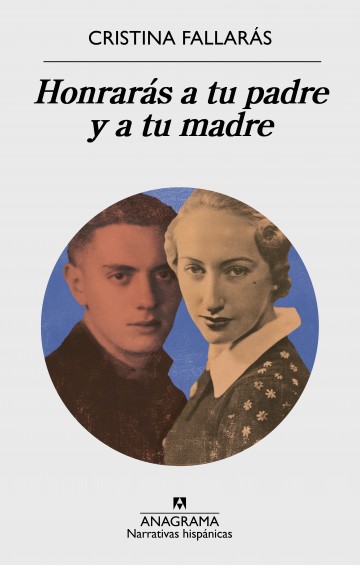 CRISTINA FALLARÁS
Honrarás a tu padre
y a tu madre
ANAGRAMA
Narrativas hispánicas